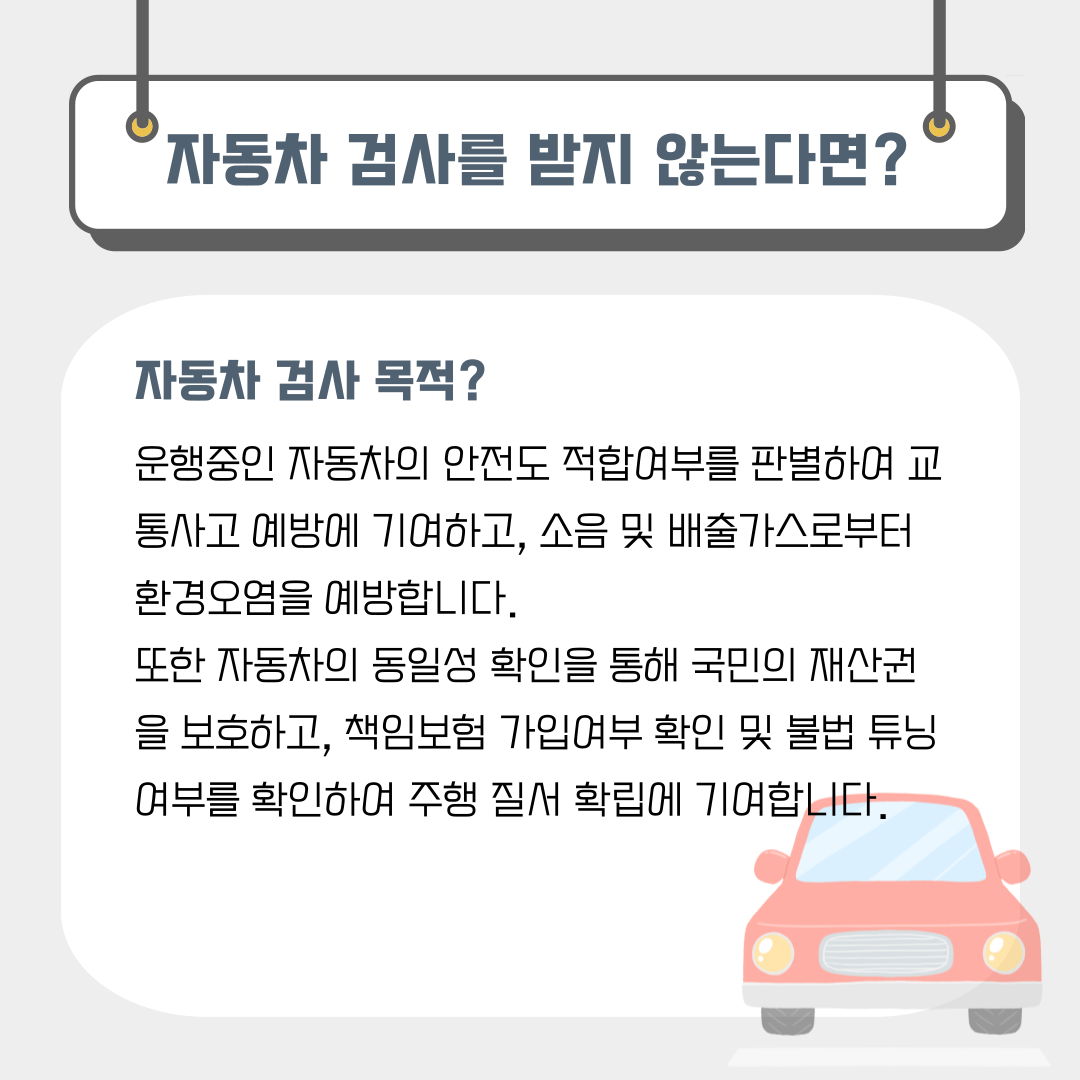 자동차 검사를 받지 않는다면?
자동차 검사 목적?
운행중인 자동차의 안전도 적합여부를 판별하여 교
통사고 예방에 기여하고, 소음 및 배출가스로부터
환경오염을 예방합니다.
또한 자동차의 동일성 확인을 통해 국민의 재산권
을 보호하고, 책임보험 가입여부 확인 및 불법 튜닝
여부를 확인하여 주행 질서 확립에 기여합니다.